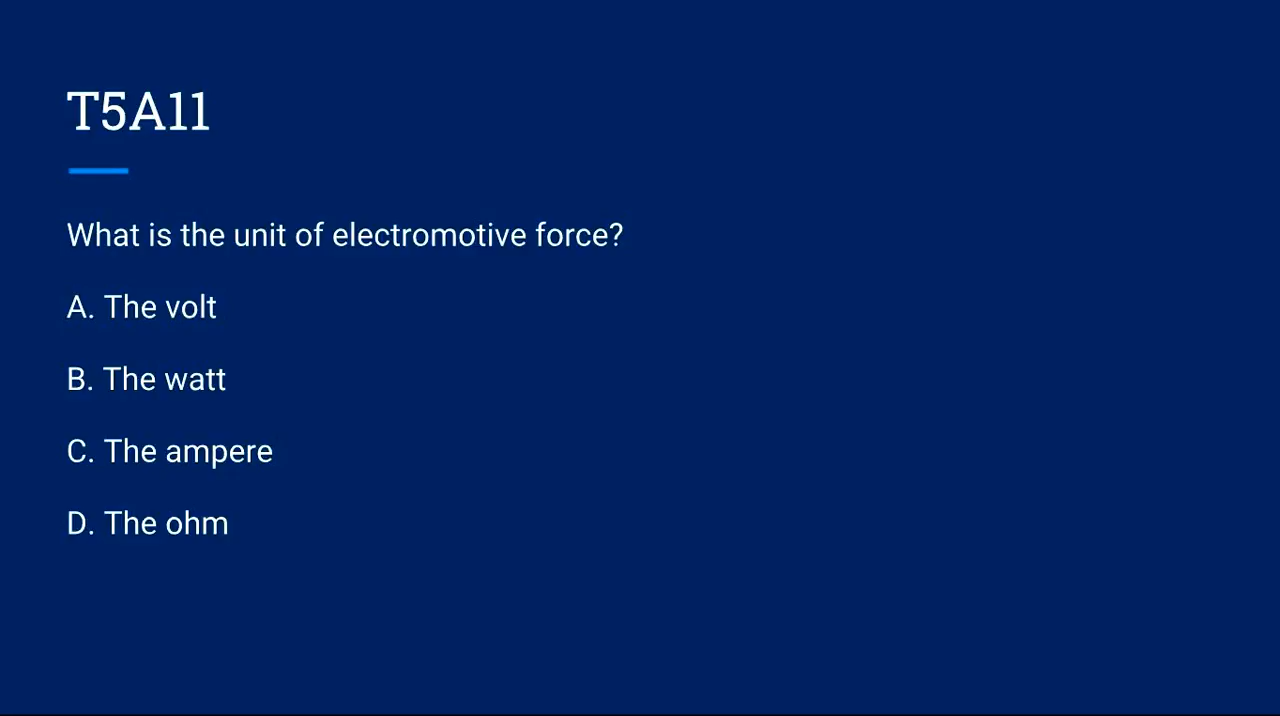 T5A11
What is the unit of electromotive force?
A. The volt
B. The watt
C. The ampere
D. The ohm